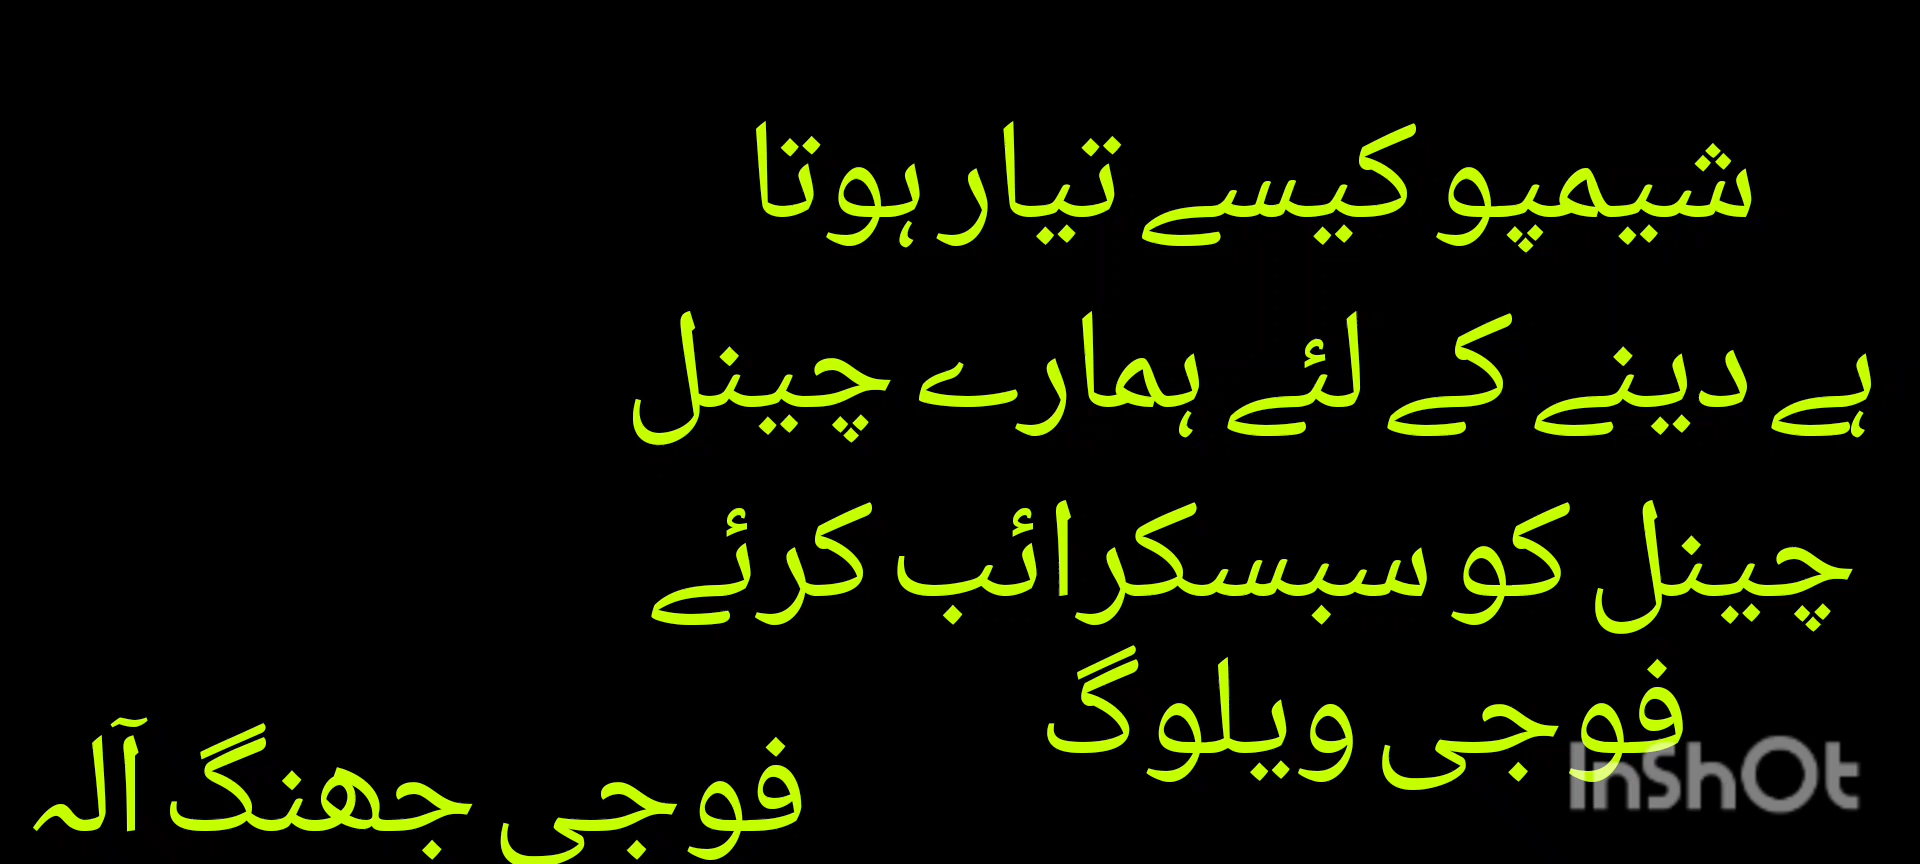 شیمپو کیسے تیار ہوتا
ہے دینے کے لئے ہمارے چینل
چینل کو سبسکرائب کرئے
فوجی ویلوگ
فوجی جھنگ آلہ
InShOt